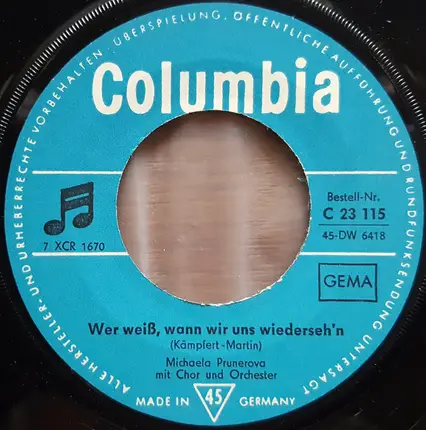 ALLE HERSTELLER- UND URHEBERRECHTE VORBEHALTEN · ÜBERSPIELUNG, ÖFFENTLICHE AUFFÜHRUNG UND RUNDFUNKSENDUNG UNTERSAGT
Columbia
7 XCR 1670
Bestell-Nr.
C 23 115
45-DW 6418
GEMA
Wer weiß, wann wir uns wiederseh'n
(Kämpfert-Martin)
Michaela Prunerova
mit Chor und Orchester
MADE IN 45 GERMANY